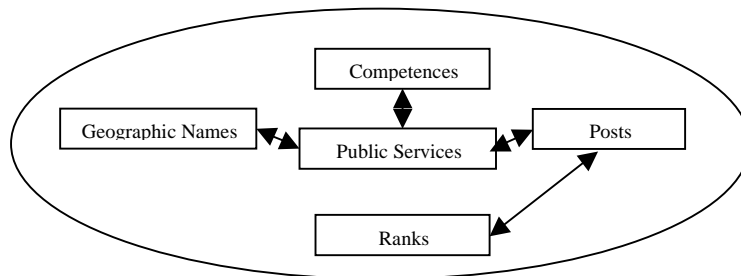 Competences
Geographic Names
Public Services
Posts
Ranks